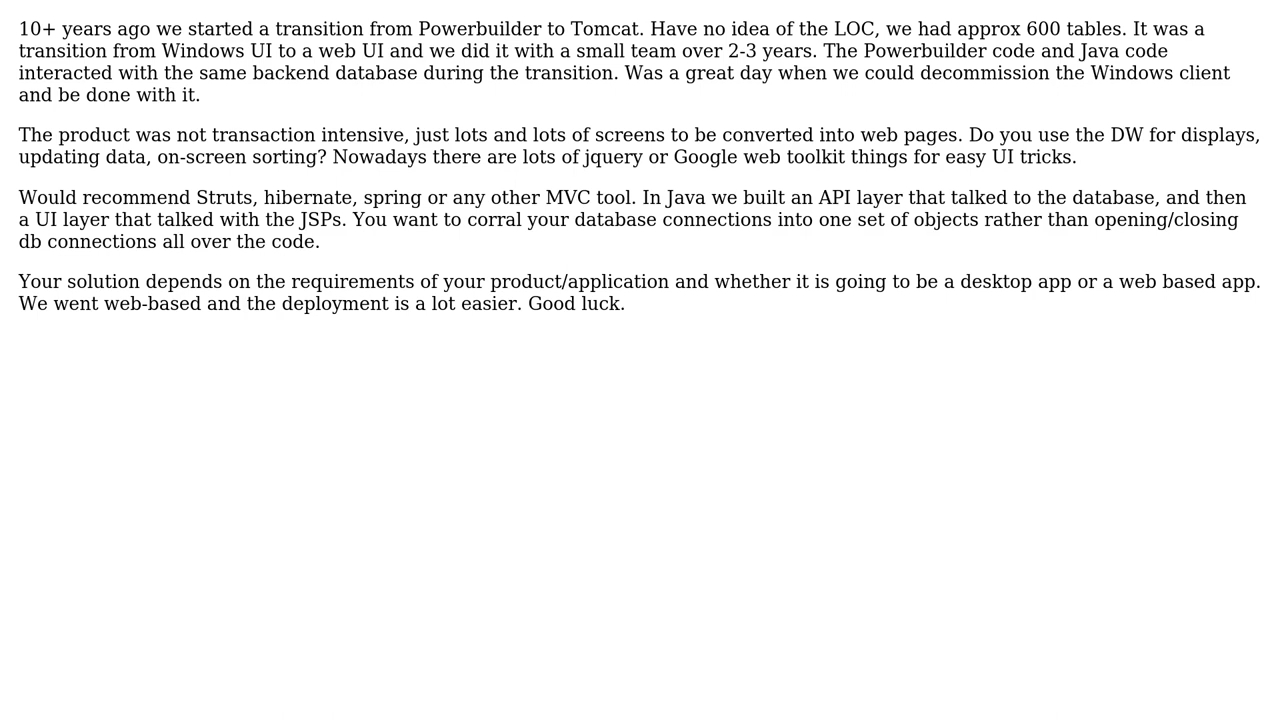 10+ years ago we started a transition from Powerbuilder to Tomcat. Have no idea of the LOC, we had approx 600 tables. It was a
transition from Windows UI to a web UI and we did it with a small team over 2-3 years. The Powerbuilder code and Java code
interacted with the same backend database during the transition. Was a great day when we could decommission the Windows client
and be done with it.
The product was not transaction intensive, just lots and lots of screens to be converted into web pages. Do you use the DW for displays,
updating data, on-screen sorting? Nowadays there are lots of jquery or Google web toolkit things for easy UI tricks.
Would recommend Struts, hibernate, spring or any other MVC tool. In Java we built an API layer that talked to the database, and then
a UI layer that talked with the JSPs. You want to corral your database connections into one set of objects rather than opening/closing
db connections all over the code.
Your solution depends on the requirements of your product/application and whether it is going to be a desktop app or a web based app.
We went web-based and the deployment is a lot easier. Good luck.